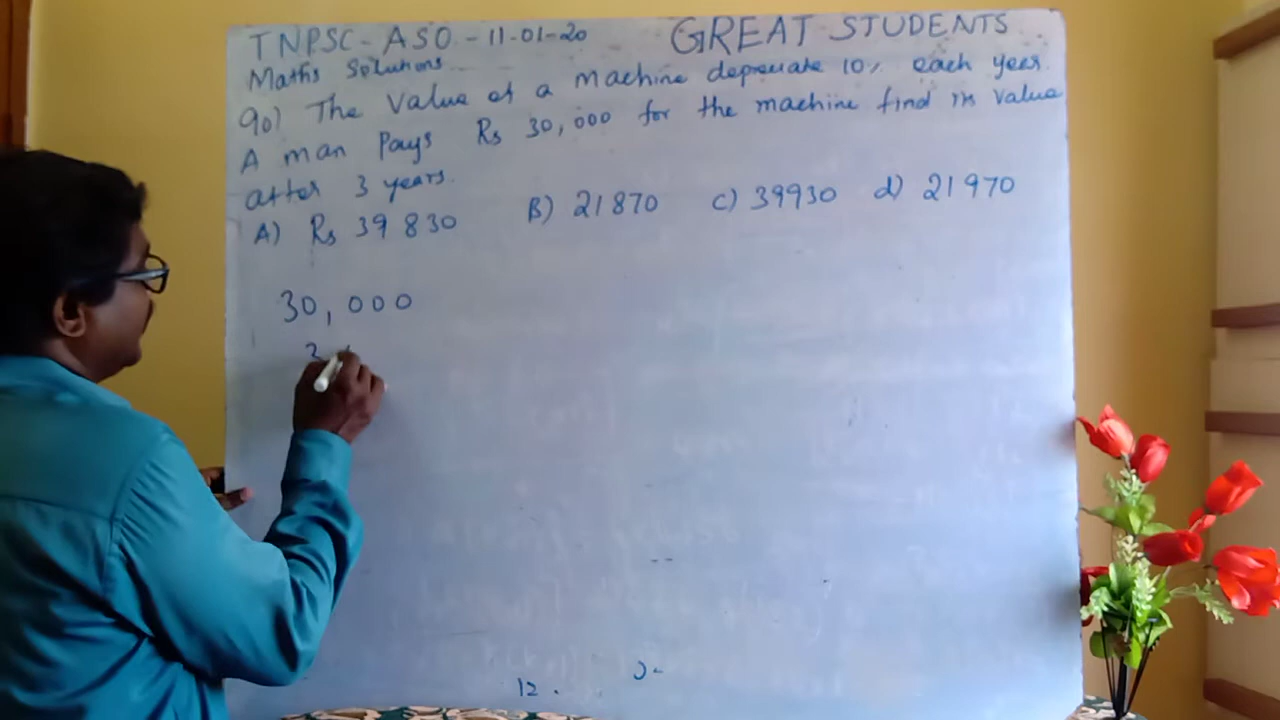 TNPSC - ASO - 11-01-20 GREAT STUDENTS
Maths Solutions
90) The Value of a machine depreciate 10% each year.
A man Pays Rs 30,000 for the machine find its value
after 3 years.
A) Rs 39830 B) 21870 C) 39930 d) 21970
30,000
3
12.